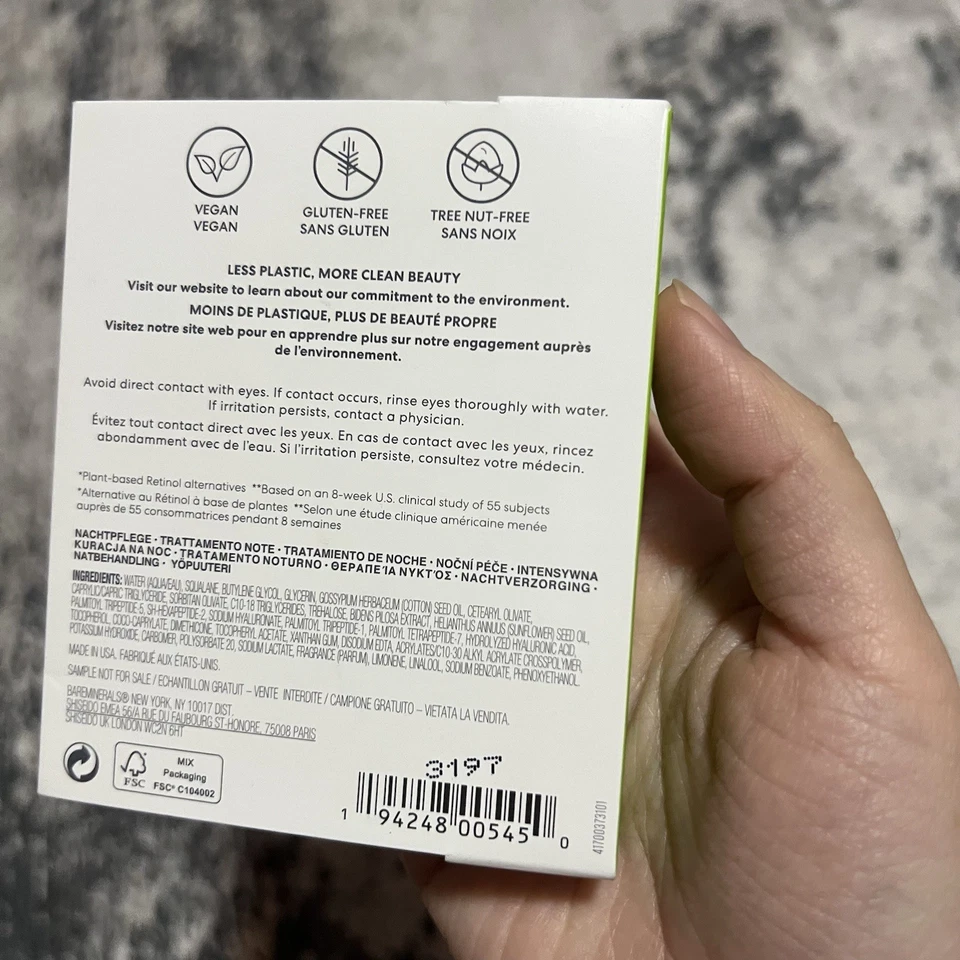 VEGAN
VEGAN
GLUTEN-FREE
SANS GLUTEN
TREE NUT-FREE
SANS NOIX
LESS PLASTIC, MORE CLEAN BEAUTY
Visit our website to learn about our commitment to the environment.
MOINS DE PLASTIQUE, PLUS DE BEAUTÉ PROPRE
Visitez notre site web pour en apprendre plus sur notre engagement auprès
de l'environnement.
Avoid direct contact with eyes. If contact occurs, rinse eyes thoroughly with water.
If irritation persists, contact a physician.
Évitez tout contact direct avec les yeux. En cas de contact avec les yeux, rincez
abondamment avec de l'eau. Si l'irritation persiste, consultez votre médecin.
*Plant-based Retinol alternatives **Based on an 8-week U.S. clinical study of 55 subjects
*Alternative au Rétinol à base de plantes **Selon une étude clinique américaine menée
auprès de 55 consommatrices pendant 8 semaines
NACHTPFLEGE • TRATTAMENTO NOTE • TRATAMIENTO DE NOCHE • NOČNÍ PÉČE • INTENSYWNA
KURACJA NA NOC • TRATAMENTO NOTURNO • ΘΕΡΑΠΕ΄ΙΑ ΝΥΚΤ΄ΟΣ • NACHTVERZORGING •
NATBEHANDLING • YÖPUUTERI
INGREDIENTS: WATER (AQUA/EAU), SQUALANE, BUTYLENE GLYCOL, GLYCERIN, GOSSYPIUM HERBACEUM (COTTON) SEED OIL, CETEARYL OLIVATE,
CAPRYLIC/CAPRIC TRIGLYCERIDE, SORBITAN OLIVATE, C10-18 TRIGLYCERIDES, TREHALOSE, BIDENS PILOSA EXTRACT, HELIANTHUS ANNUUS (SUNFLOWER) SEED OIL,
PALMITOYL TRIPEPTIDE-5, SH-HEXAPEPTIDE-2, SODIUM HYALURONATE, PALMITOYL TRIPEPTIDE-1, PALMITOYL TETRAPEPTIDE-7, HYDROLYZED HYALURONIC ACID,
TOCOPHEROL, COCO-CAPRYLATE, DIMETHICONE, TOCOPHERYL ACETATE, XANTHAN GUM, DISODIUM EDTA, ACRYLATES/C10-30 ALKYL ACRYLATE CROSSPOLYMER,
POTASSIUM HYDROXIDE, CARBOMER, POLYSORBATE 20, SODIUM LACTATE, FRAGRANCE (PARFUM), LIMONENE, LINALOOL, SODIUM BENZOATE, PHENOXYETHANOL.
MADE IN USA. FABRIQUÉ AUX ÉTATS-UNIS.
SAMPLE NOT FOR SALE / ECHANTILLON GRATUIT – VENTE INTERDITE / CAMPIONE GRATUITO – VIETATA LA VENDITA.
BAREMINERALS® NEW YORK, NY 10017 DIST.
SHISEIDO EMEA 56/A RUE DU FAUBOURG ST-HONORE, 75008 PARIS
SHISEIDO UK LONDON WC2N 6HT
FSC
MIX
Packaging
FSC® C104002
3197
1 94248 00545 0
41700373101